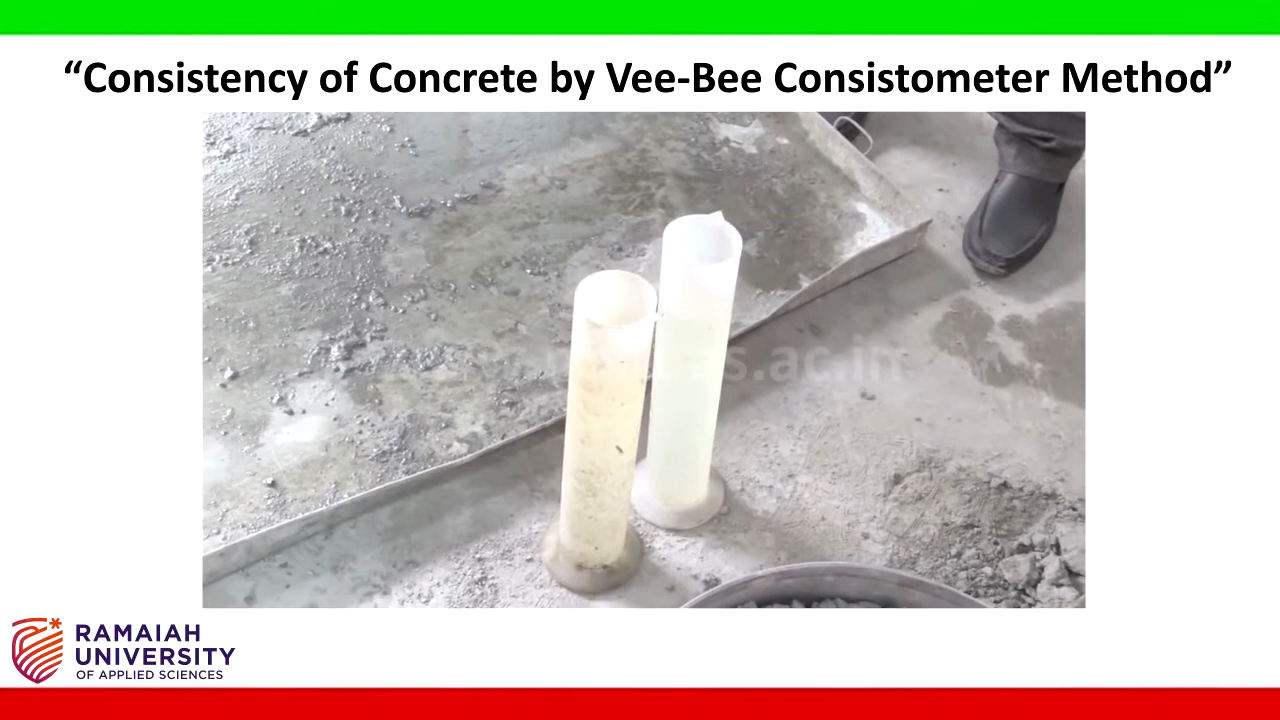 “Consistency of Concrete by Vee-Bee Consistometer Method”
RAMAIAH
UNIVERSITY
OF APPLIED SCIENCES